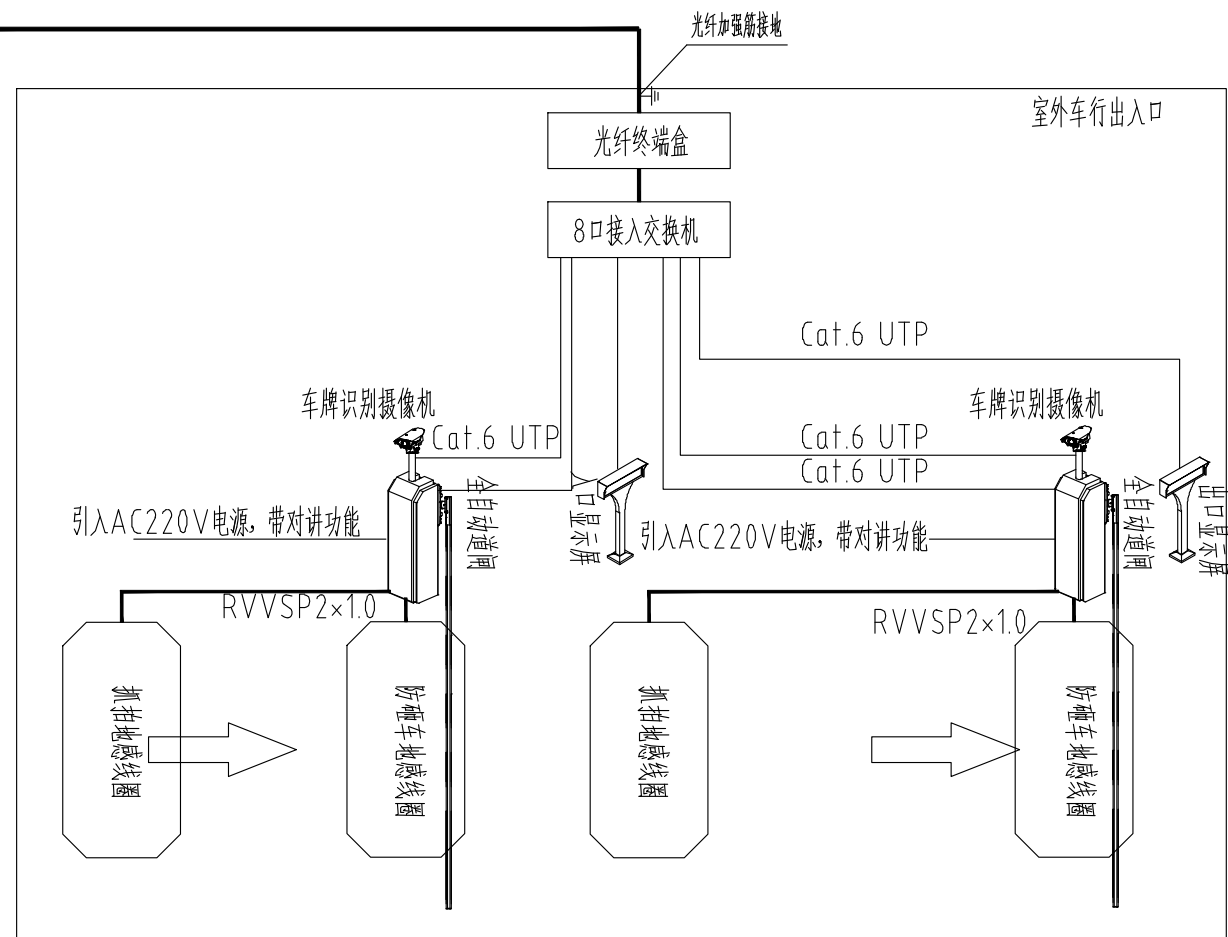 光纤加强筋接地
室外车行出入口
光纤终端盒
8口接入交换机
Cat.6 UTP
车牌识别摄像机
车牌识别摄像机
Cat.6 UTP
Cat.6 UTP
Cat.6 UTP
全自动道闸
入口显示屏
全自动道闸
出口显示屏
引入AC220V电源，带对讲功能
引入AC220V电源，带对讲功能
RVVSP2×1.0
RVVSP2×1.0
抓拍地感线圈
防砸车地感线圈
抓拍地感线圈
防砸车地感线圈